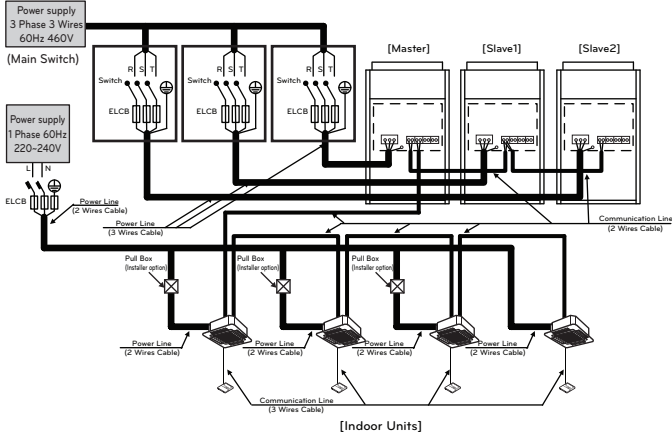 Power supply
3 Phase 3 Wires
60Hz 460V
(Main Switch)
[Master]
[Slave1]
[Slave2]
R S T
R S T
R S T
Switch
Switch
Switch
ELCB
ELCB
ELCB
Power supply
1 Phase 60Hz
220~240V
L N
ELCB
Power Line
(2 Wires Cable)
Power Line
(3 Wires Cable)
Communication Line
(2 Wires Cable)
Pull Box
(Installer option)
Pull Box
(Installer option)
Pull Box
(Installer option)
Power Line
(2 Wires Cable)
Power Line
(2 Wires Cable)
Power Line
(2 Wires Cable)
Power Line
(2 Wires Cable)
Communication Line
(3 Wires Cable)
[Indoor Units]